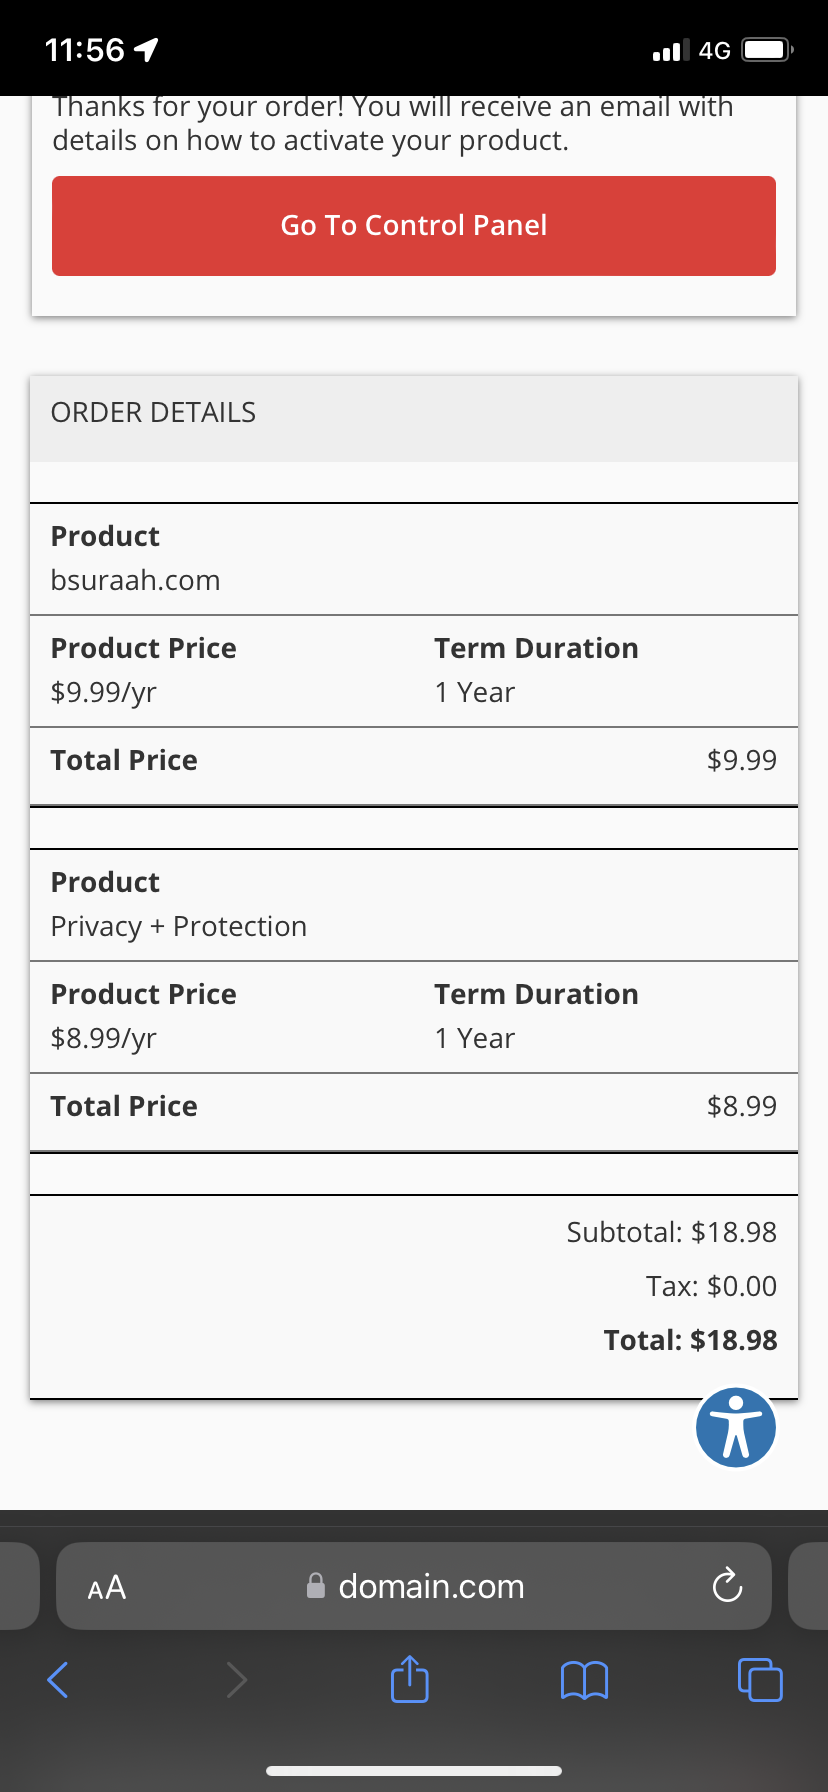 11:56
4G
Thanks for your order! You will receive an email with
details on how to activate your product.
Go To Control Panel
ORDER DETAILS
Product
bsuraah.com
Product Price Term Duration
$9.99/yr 1 Year
Total Price $9.99
Product
Privacy + Protection
Product Price Term Duration
$8.99/yr 1 Year
Total Price $8.99
Subtotal: $18.98
Tax: $0.00
Total: $18.98
AA domain.com